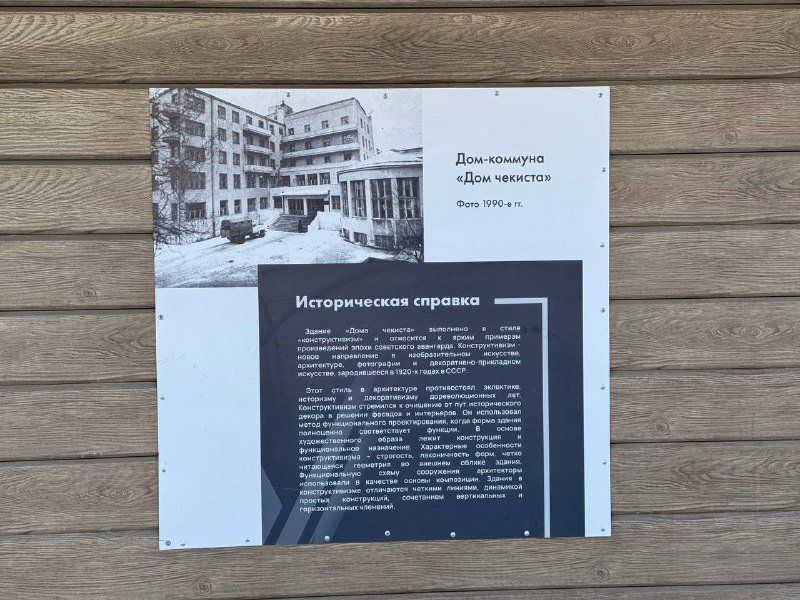 Дом-коммуна
«Дом чекиста»
Фото 1990-е гг.
Историческая справка
Здание «Дома чекиста» выполнено в стиле
«конструктивизм» и относится к ярким примерам
произведений эпохи советского авангарда. Конструктивизм –
новое направление в изобразительном искусстве,
архитектуре, фотографии и декоративно-прикладном
искусстве, зародившееся в 1920-х годах в СССР.
Этот стиль в архитектуре противостоял эклектике,
историзму и декоративизму дореволюционных лет.
Конструктивизм стремился к очищению от пут исторического
декора в решении фасадов и интерьеров. Он использовал
метод функционального проектирования, когда форма здания
полноценно соответствует функции. В основе
художественного образа лежит конструкция и
функциональное назначение. Характерные особенности
конструктивизма – строгость, лаконичность форм, четко
читающаяся геометрия во внешнем облике здания.
Функциональную схему сооружения архитекторы
использовали в качестве основы композиции. Здания в
конструктивизме отличаются четкими линиями, динамикой
простых конструкций, сочетанием вертикальных и
горизонтальных членений.